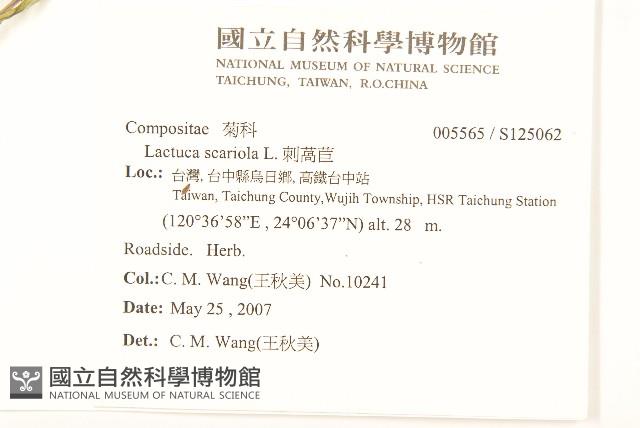 國立自然科學博物館
NATIONAL MUSEUM OF NATURAL SCIENCE
TAICHUNG, TAIWAN, R.O.CHINA
Compositae 菊科 005565 / S125062
Lactuca scariola L. 刺萵苣
Loc.: 台灣, 台中縣烏日鄉, 高鐵台中站
Taiwan, Taichung County,Wujih Township, HSR Taichung Station
(120°36'58"E , 24°06'37"N) alt. 28 m.
Roadside. Herb.
Col.: C. M. Wang(王秋美) No.10241
Date: May 25 , 2007
Det.: C. M. Wang(王秋美)
國立自然科學博物館
NATIONAL MUSEUM OF NATURAL SCIENCE